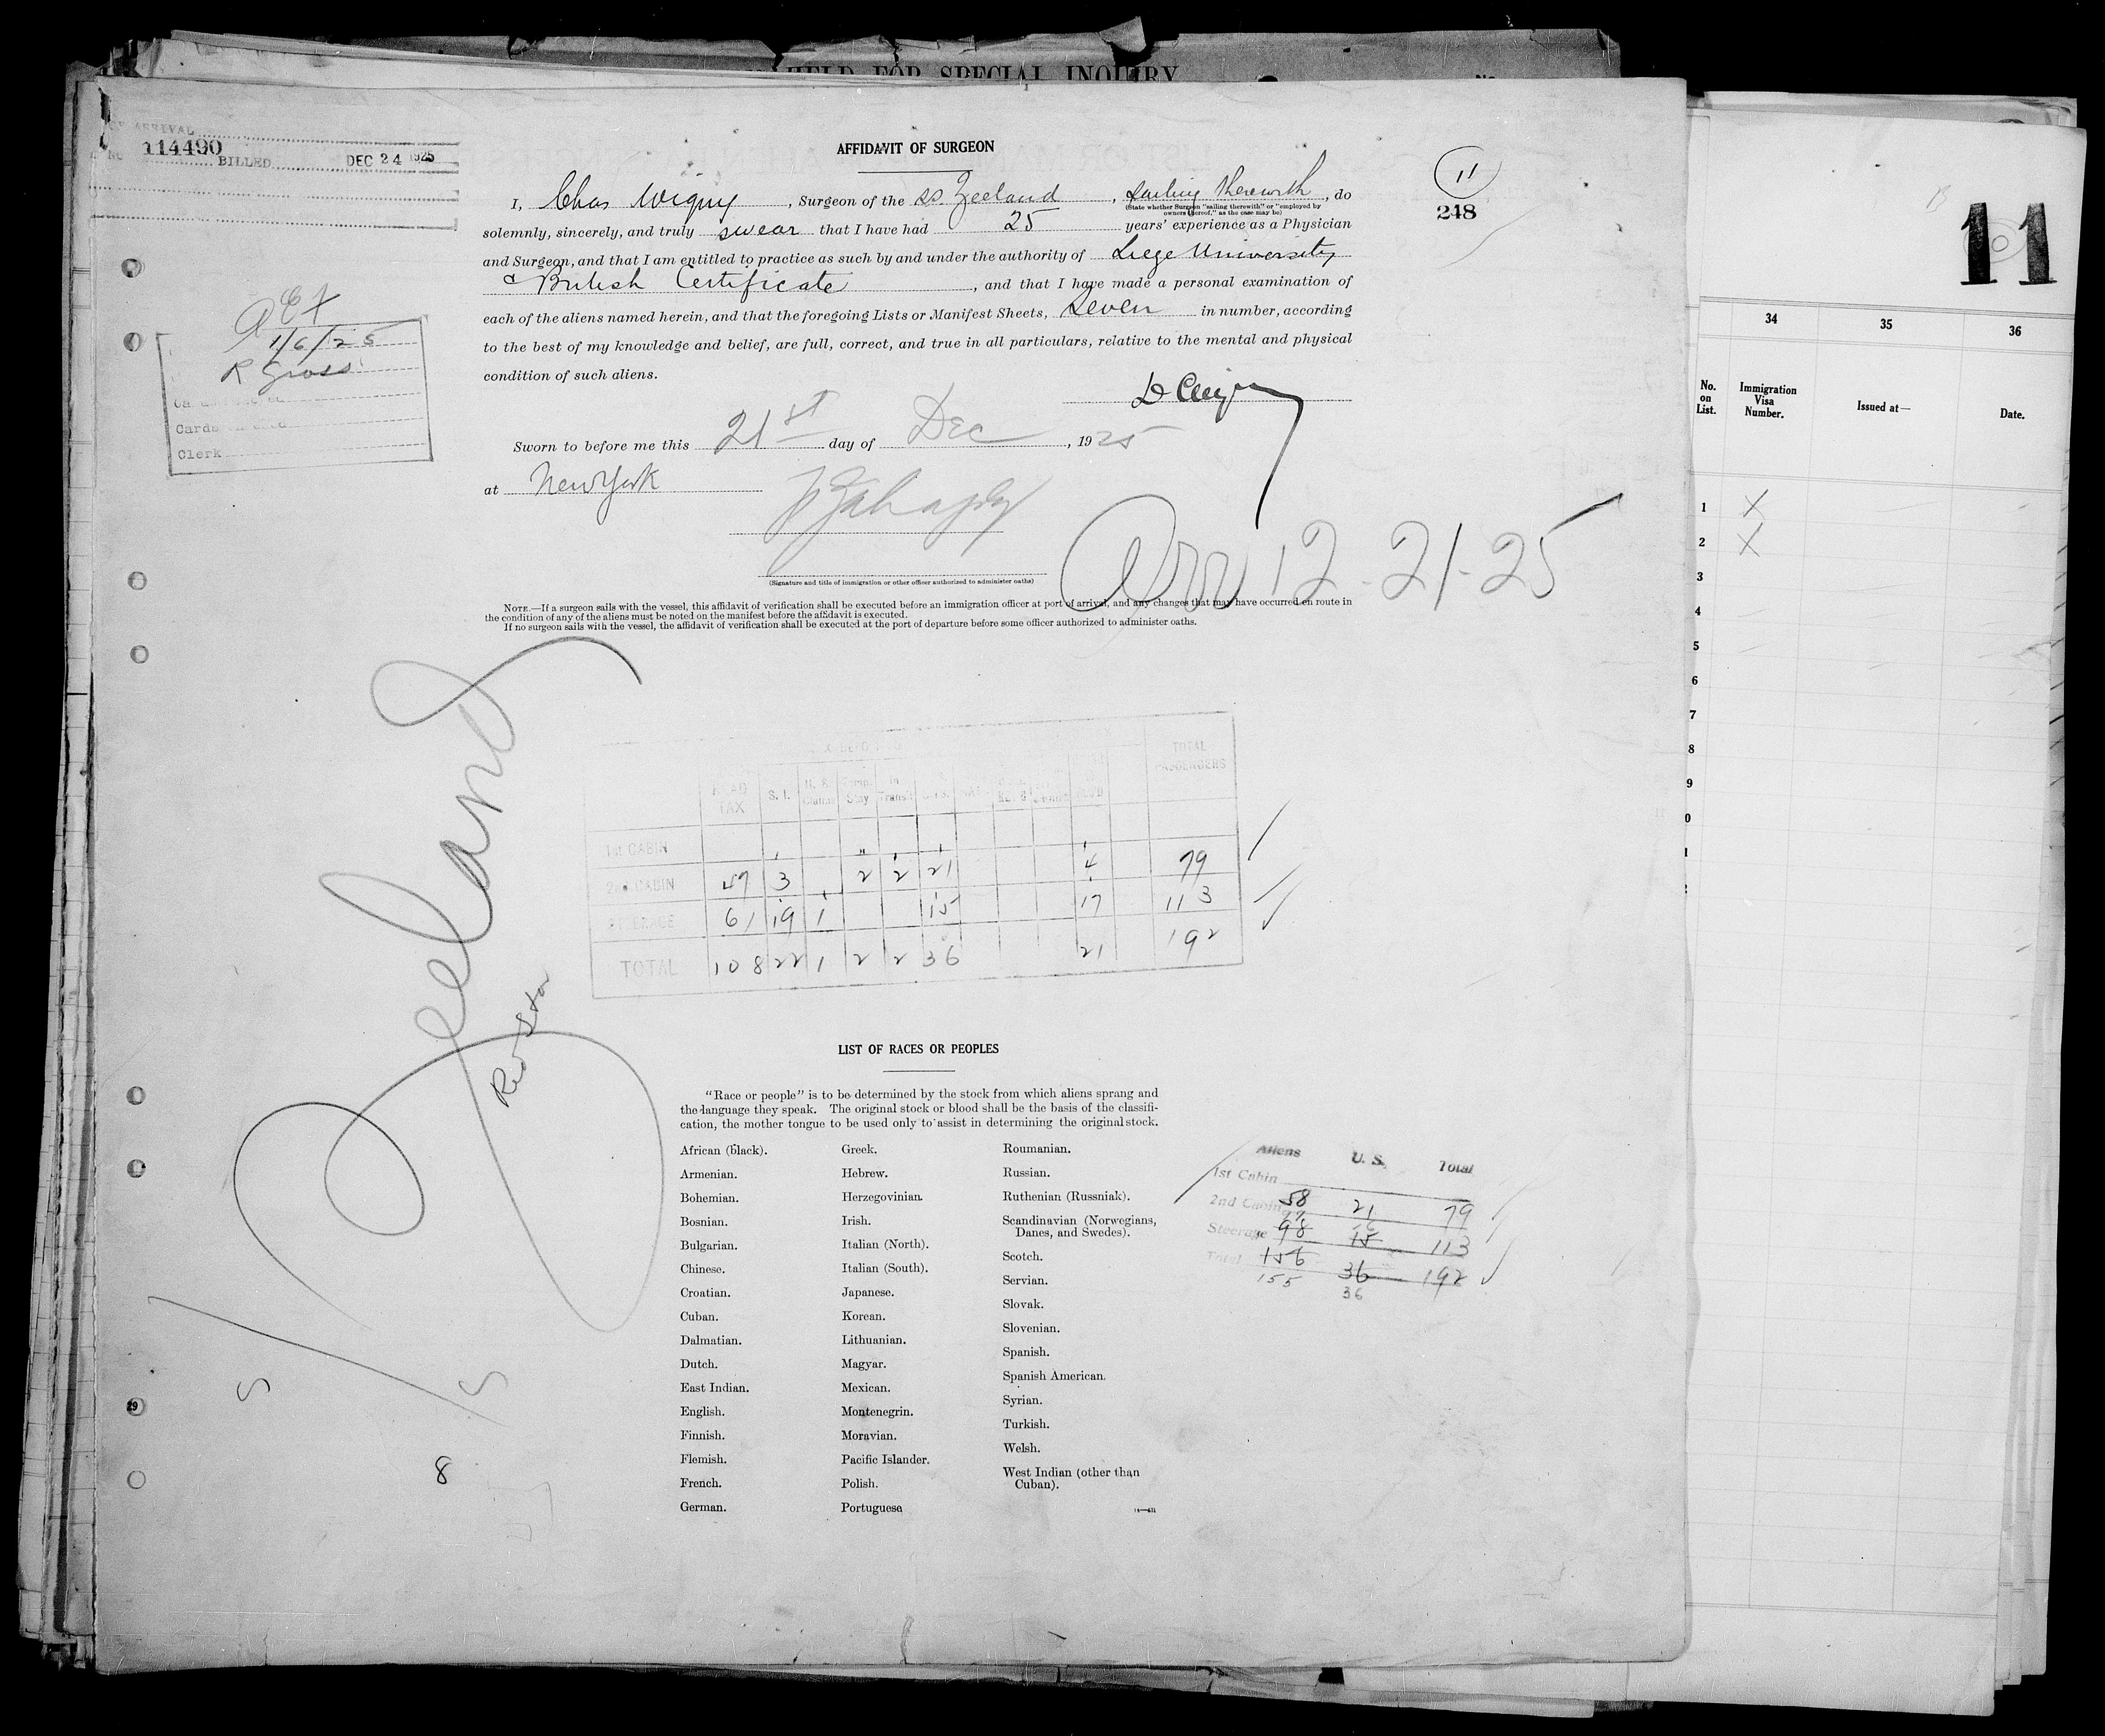 HELD FOR SPECIAL INQUIRY
No.
ARRIVAL
114490
BILLED DEC 24 1925
AFFIDAVIT OF SURGEON
11
248
I, Chas Wigny, Surgeon of the ss. Zeeland, sailing therewith, do
(State whether Surgeon "sailing therewith" or "employed by
owners thereof," as the case may be)
solemnly, sincerely, and truly swear that I have had 25 years' experience as a Physician
and Surgeon, and that I am entitled to practice as such by and under the authority of Liege University
& British Certificate, and that I have made a personal examination of
each of the aliens named herein, and that the foregoing Lists or Manifest Sheets, Seven in number, according
to the best of my knowledge and belief, are full, correct, and true in all particulars, relative to the mental and physical
condition of such aliens.
1/6/25
R Gross
Cards
Clerk
Sworn to before me this 21st day of Dec, 1925
at New York
(Signature and title of immigration or other officer authorized to administer oaths)
Arr 12-21-25
NOTE.—If a surgeon sails with the vessel, this affidavit of verification shall be executed before an immigration officer at port of arrival, and any changes that may have occurred en route in
the condition of any of the aliens must be noted on the manifest before the affidavit is executed.
If no surgeon sails with the vessel, the affidavit of verification shall be executed at the port of departure before some officer authorized to administer oaths.
Zeeland
Red Star
HEAD TAX S. I. Temp. Stay In Transit TOTAL PASSENGERS
1st CABIN
2nd CABIN 47 3 2 2 21 4 79
STEERAGE 61 19 1 15 17 113
TOTAL 108 22 1 2 2 36 21 192
LIST OF RACES OR PEOPLES
"Race or people" is to be determined by the stock from which aliens sprang and
the language they speak. The original stock or blood shall be the basis of the classifi-
cation, the mother tongue to be used only to assist in determining the original stock.
African (black).
Armenian.
Bohemian.
Bosnian.
Bulgarian.
Chinese.
Croatian.
Cuban.
Dalmatian.
Dutch.
East Indian.
English.
Finnish.
Flemish.
French.
German.
Greek.
Hebrew.
Herzegovinian.
Irish.
Italian (North).
Italian (South).
Japanese.
Korean.
Lithuanian.
Magyar.
Mexican.
Montenegrin.
Moravian.
Pacific Islander.
Polish.
Portuguese
Roumanian.
Russian.
Ruthenian (Russniak).
Scandinavian (Norwegians,
Danes, and Swedes).
Scotch.
Servian.
Slovak.
Slovenian.
Spanish.
Spanish American.
Syrian.
Turkish.
Welsh.
West Indian (other than
Cuban).
Aliens U. S. Total
1st Cabin
2nd Cabin 58 21 79
Steerage 98 15 113
Total 156 36 192
155 36
29
8
11
34 35 36
No.
on
List.
Immigration
Visa
Number.
Issued at—
Date.
1 X
2 X
3
4
5
6
7
8
9
0
1
2